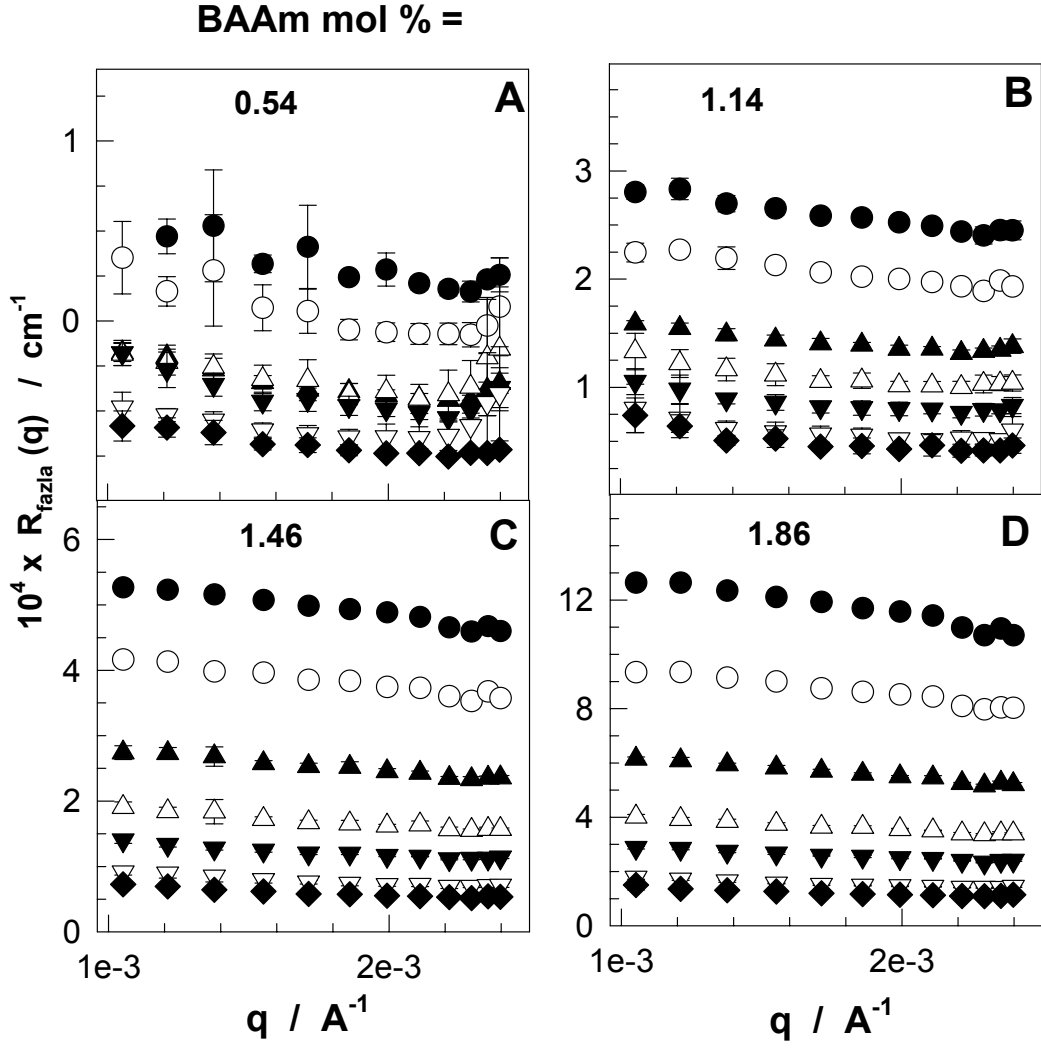 BAAm mol % =
0.54 A
1.14 B
1
0
3
2
1
1.46 C
1.86 D
6
4
2
0
12
8
4
0
1e-3 2e-3
1e-3 2e-3
q / A⁻¹
q / A⁻¹
10⁴ x R_fazla (q) / cm⁻¹